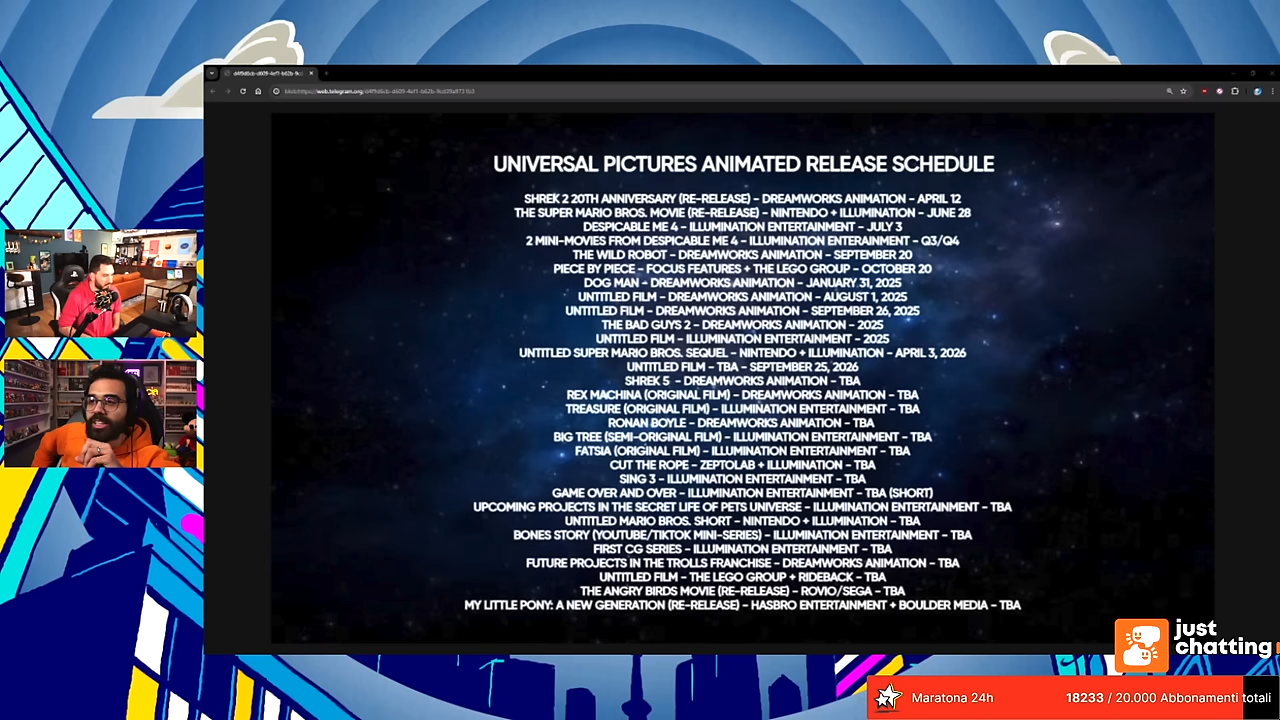 UNIVERSAL PICTURES ANIMATED RELEASE SCHEDULE
SHREK 2 20TH ANNIVERSARY (RE-RELEASE) - DREAMWORKS ANIMATION - APRIL 12
THE SUPER MARIO BROS. MOVIE (RE-RELEASE) - NINTENDO + ILLUMINATION - JUNE 28
DESPICABLE ME 4 - ILLUMINATION ENTERTAINMENT - JULY 3
2 MINI-MOVIES FROM DESPICABLE ME 4 - ILLUMINATION ENTERAINMENT - Q3/Q4
THE WILD ROBOT - DREAMWORKS ANIMATION - SEPTEMBER 20
PIECE BY PIECE - FOCUS FEATURES + THE LEGO GROUP - OCTOBER 20
DOG MAN - DREAMWORKS ANIMATION - JANUARY 31, 2025
UNTITLED FILM - DREAMWORKS ANIMATION - AUGUST 1, 2025
UNTITLED FILM - DREAMWORKS ANIMATION - SEPTEMBER 26, 2025
THE BAD GUYS 2 - DREAMWORKS ANIMATION - 2025
UNTITLED FILM - ILLUMINATION ENTERTAINMENT - 2025
UNTITLED SUPER MARIO BROS. SEQUEL - NINTENDO + ILLUMINATION - APRIL 3, 2026
UNTITLED FILM - TBA - SEPTEMBER 25, 2026
SHREK 5 - DREAMWORKS ANIMATION - TBA
REX MACHINA (ORIGINAL FILM) - DREAMWORKS ANIMATION - TBA
TREASURE (ORIGINAL FILM) - ILLUMINATION ENTERTAINMENT - TBA
RONAN BOYLE - DREAMWORKS ANIMATION - TBA
BIG TREE (SEMI-ORIGINAL FILM) - ILLUMINATION ENTERTAINMENT - TBA
FATSIA (ORIGINAL FILM) - ILLUMINATION ENTERTAINMENT - TBA
CUT THE ROPE - ZEPTOLAB + ILLUMINATION - TBA
SING 3 - ILLUMINATION ENTERTAINMENT - TBA
GAME OVER AND OVER - ILLUMINATION ENTERTAINMENT - TBA (SHORT)
UPCOMING PROJECTS IN THE SECRET LIFE OF PETS UNIVERSE - ILLUMINATION ENTERTAINMENT - TBA
UNTITLED MARIO BROS. SHORT - NINTENDO + ILLUMINATION - TBA
BONES STORY (YOUTUBE/TIKTOK MINI-SERIES) - ILLUMINATION ENTERTAINMENT - TBA
FIRST CG SERIES - ILLUMINATION ENTERTAINMENT - TBA
FUTURE PROJECTS IN THE TROLLS FRANCHISE - DREAMWORKS ANIMATION - TBA
UNTITLED FILM - THE LEGO GROUP + RIDEBACK - TBA
THE ANGRY BIRDS MOVIE (RE-RELEASE) - ROVIO/SEGA - TBA
MY LITTLE PONY: A NEW GENERATION (RE-RELEASE) - HASBRO ENTERTAINMENT + BOULDER MEDIA - TBA
just
chatting
Maratona 24h 18233 / 20.000 Abbonamenti totali